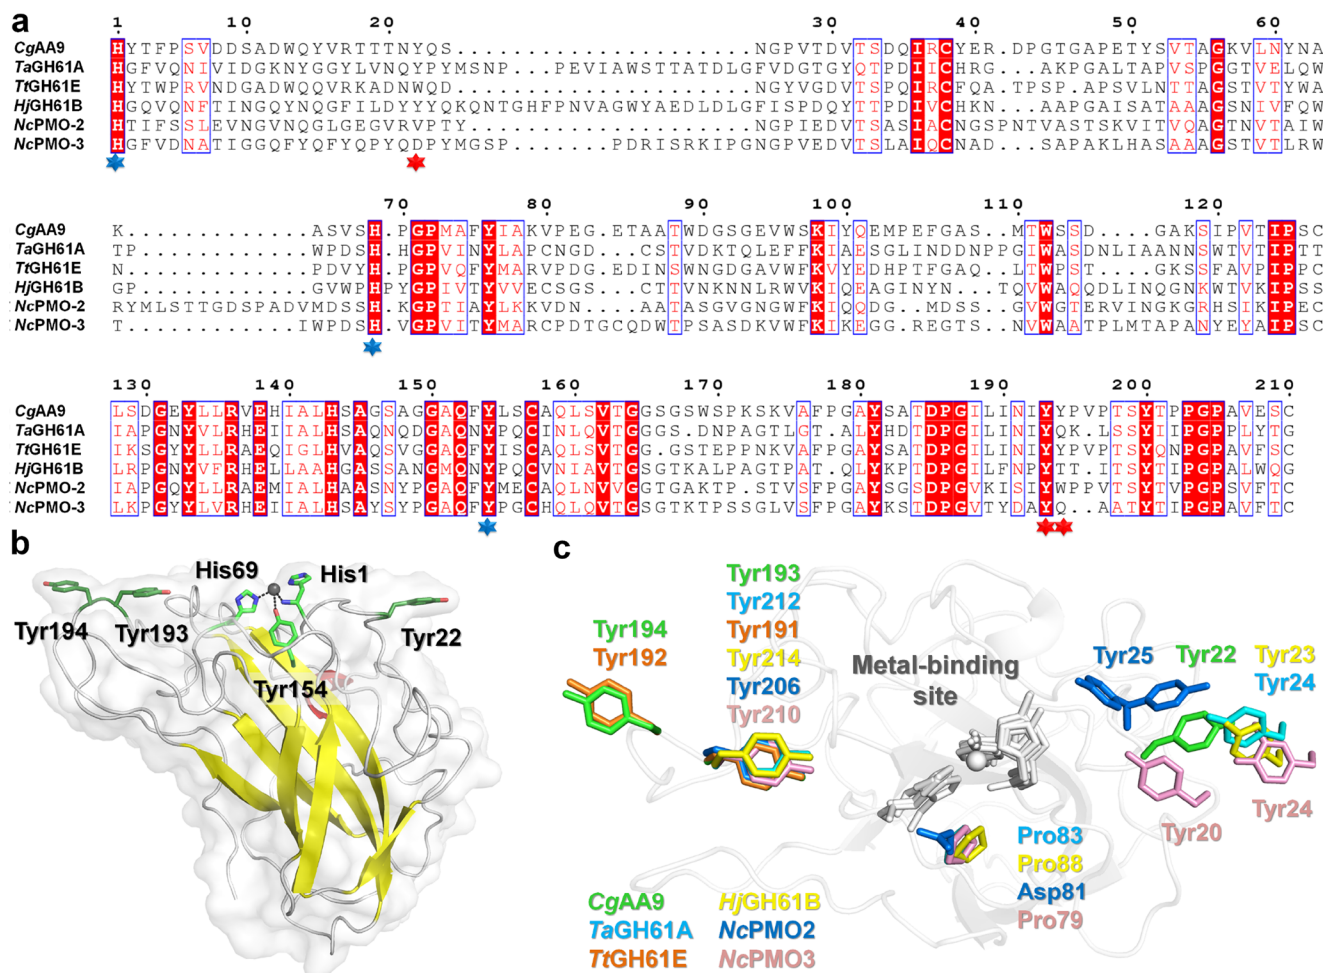 a
1 10 20 30 40 50 60
CgAA9 HYTFPSVDDSADWQYVRTTTNYQS.....................NGPVTDVTSDQIRCYER.DPGTGAPETYSVTAGKVLNYNA
TaGH61A HGFVQNIVIDGKNYGGYLVNQYPYMSNP...PEVIAWSTTATDLGFVDGTGYQTPDIICHRG...AKPGALTAPVSPGGTVELQW
TtGH61E HYTWPRVNDGADWQQVRKADNWQD.....................NGYVGDVTSPQIRCFQA.TPSP.APSVLNTTAGSTVTYWA
HjGH61B HGQVQNFTINGQYNQGFILDYYYQKQNTGHFPNVAGWYAEDLDLGFISPDQYTTPDIVCHKN...AAPGAISATAAAGSNIVFQW
NcPMO-2 HTIFSSLEVNGVNQGLGEGVRVPTY....................NGPIEDVTSASIACNGSPNTVASTSKVITVQAGTNVTAIW
NcPMO-3 HGFVDNATIGGQFYQFYQPYQDPYMGSP.......PDRISRKIPGNGPVEDVTSLAIQCNAD...SAPAKLHASAAAGSTVTLRW
70 80 90 100 110 120
CgAA9 K.............ASVSH.PGPMAFYIAKVPEG.ETAATWDGSGEVWSKIYQEMPEFGAS..MTWSSD....GAKSIPVTIPSC
TaGH61A TP............WPDSH.HGPVINYLAPCNGD...CSTVDKTQLEFFKIAESGLINDDNPPGIWASDNLIAANNSWTVTIPTT
TtGH61E N.............PDVYH.PGPVQFYMARVPDG.EDINSWNGDGAVWFKVYEDHPTFGAQ..LTWPST....GKSSFAVPIPPC
HjGH61B GP............GVWPHPYGPIVTYVVECSGS...CTTVNKNNLRWVKIQEAGINYN...TQVWAQQDLINQGNKWTVKIPSS
NcPMO-2 RYMLSTTGDSPADVMDSSH.KGPTIAYLKKVDN....AATASGVGNGWFKIQQDG..MDSS..VWGTERVINGKGRHSIKIPEC
NcPMO-3 T.............IWPDSH.VGPVITYMARCPDTGCQDWTPSASDKVWFKIKEGG.REGTS..NVWAATPLMTAPANYEYAIPSC
130 140 150 160 170 180 190 200 210
CgAA9 LSDGEYLLRVEHIALHSAGSAGGAQFYLSCAQLSVTGGSGSWSPKSKVAFPGAYSATDPGILINIYYPVPTSYTPPGPAVESC
TaGH61A IAPGNYVLRHEIIALHSAQNQDGAQNYPQCINLQVTGGGSDNPAGTLGT.ALYHDTDPGILINIYQK.LSSYIIPGPPLYTG
TtGH61E IKSGYYLLRAEQIGLHVAQSVGGAQFYISCAQLSVTGG.GSTEPPNKVAFPGAYSATDPGILINIYYPVPTSYQNPGPAVFSC
HjGH61B LRPGNYVFRHELLAAHGASSANGMQNYPQCVNIAVTGSGTKALPAGTPAT.QLYKPTDPGILFNPYTT.ITSYTIPGPALWQG
NcPMO-2 IAPGQYLLRAEMIALHAASNYPGAQFYMECAQLNVVGGTGAKTP.STVSFPGAYSGSDPGVKISIYWPPVTSYTVPGPSVFTC
NcPMO-3 LKPGYYLVRHEIIALHSAYSYPGAQFYPGCHQLQVTGGTKTPSSGLVSFPGAYKSTDPGVTYDAYQ..AATYTIPGPAVFTC
b
His69
His1
Tyr194
Tyr193
Tyr22
Tyr154
c
Tyr193
Tyr212
Tyr194
Tyr191
Tyr192
Tyr214
Tyr206
Tyr210
Metal-binding
site
Tyr25
Tyr22
Tyr23
Tyr24
Tyr20
Tyr24
Pro83
Pro88
Asp81
Pro79
CgAA9
HjGH61B
TaGH61A
NcPMO2
TtGH61E
NcPMO3